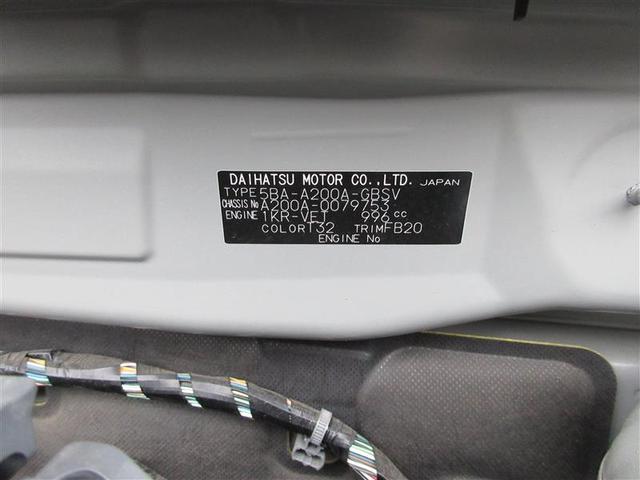 DAIHATSU MOTOR CO.,LTD. JAPAN
TYPE 5BA-A200A-GBSV
CHASSIS No A200A-0079753
ENGINE 1KR-VET 996 cc
COLOR T32 TRIM FB20
ENGINE No